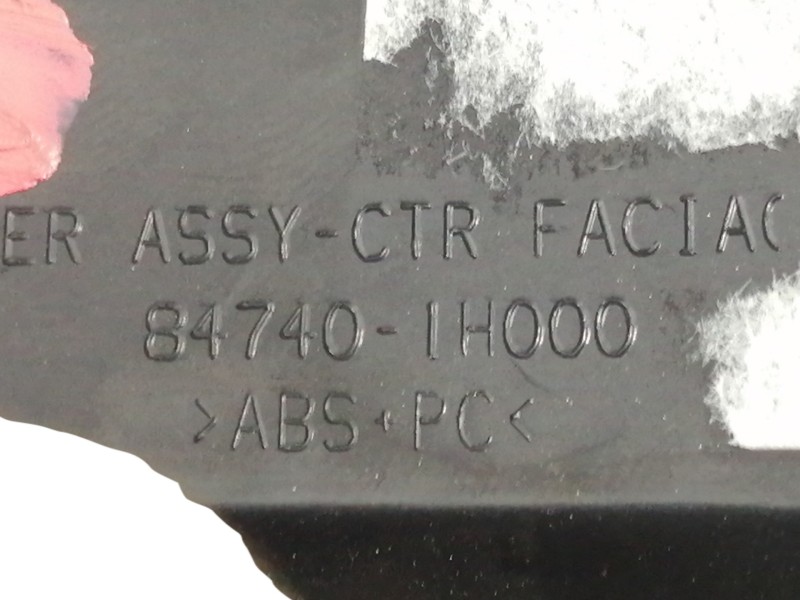 ER ASSY-CTR FACIA(
84740-1H000
>ABS+PC<